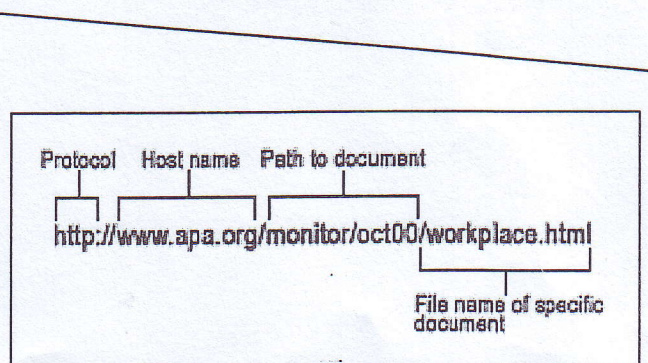 Protocol Host name Path to document
http://www.apa.org/monitor/oct00/workplace.html
File name of specific
document